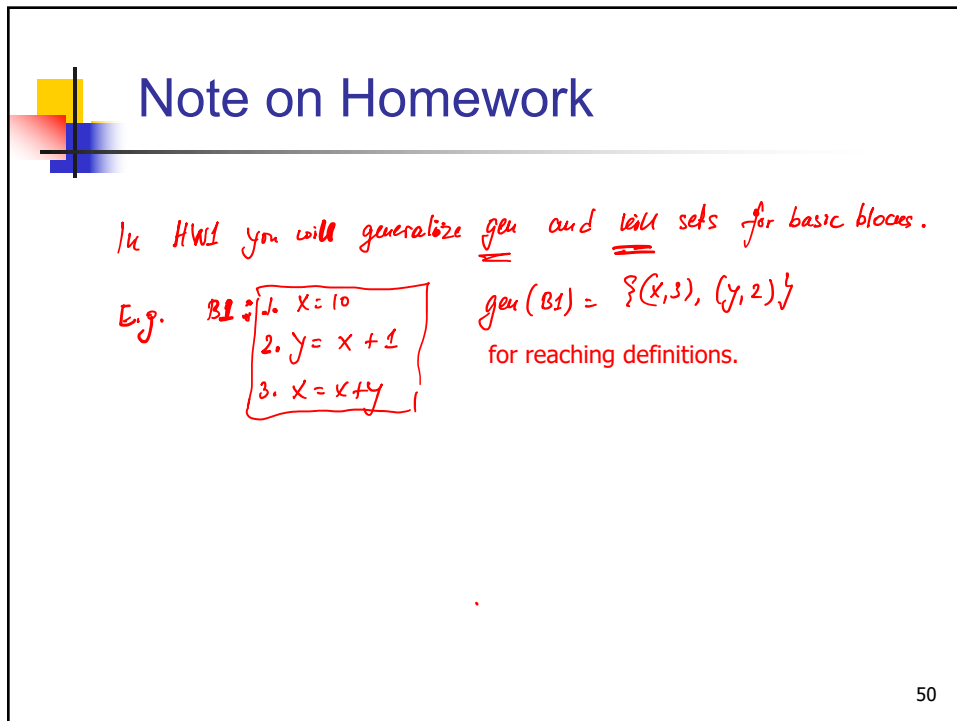 Note on Homework
In HW1 you will generalize gen and kill sets for basic blocks.
E.g. B1: 1. x = 10
2. y = x + 1
3. x = x+y
gen (B1) = {(x,3), (y,2)}
for reaching definitions.
50